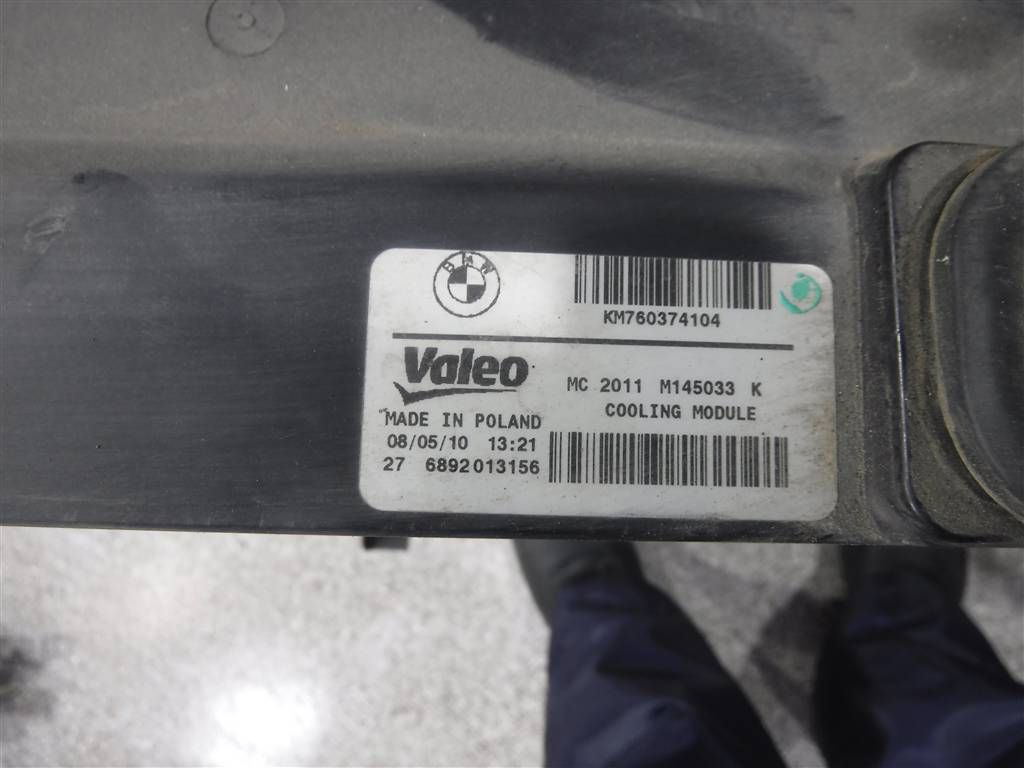 BMW
KM760374104
Valeo
MC 2011 M145033 K
COOLING MODULE
MADE IN POLAND
08/05/10 13:21
27 6892013156